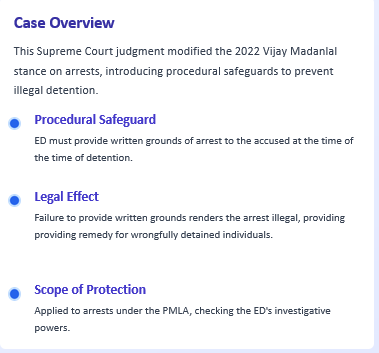 Case Overview
This Supreme Court judgment modified the 2022 Vijay Madanlal
stance on arrests, introducing procedural safeguards to prevent
illegal detention.
Procedural Safeguard
ED must provide written grounds of arrest to the accused at the time of
the time of detention.
Legal Effect
Failure to provide written grounds renders the arrest illegal, providing
providing remedy for wrongfully detained individuals.
Scope of Protection
Applied to arrests under the PMLA, checking the ED's investigative
powers.